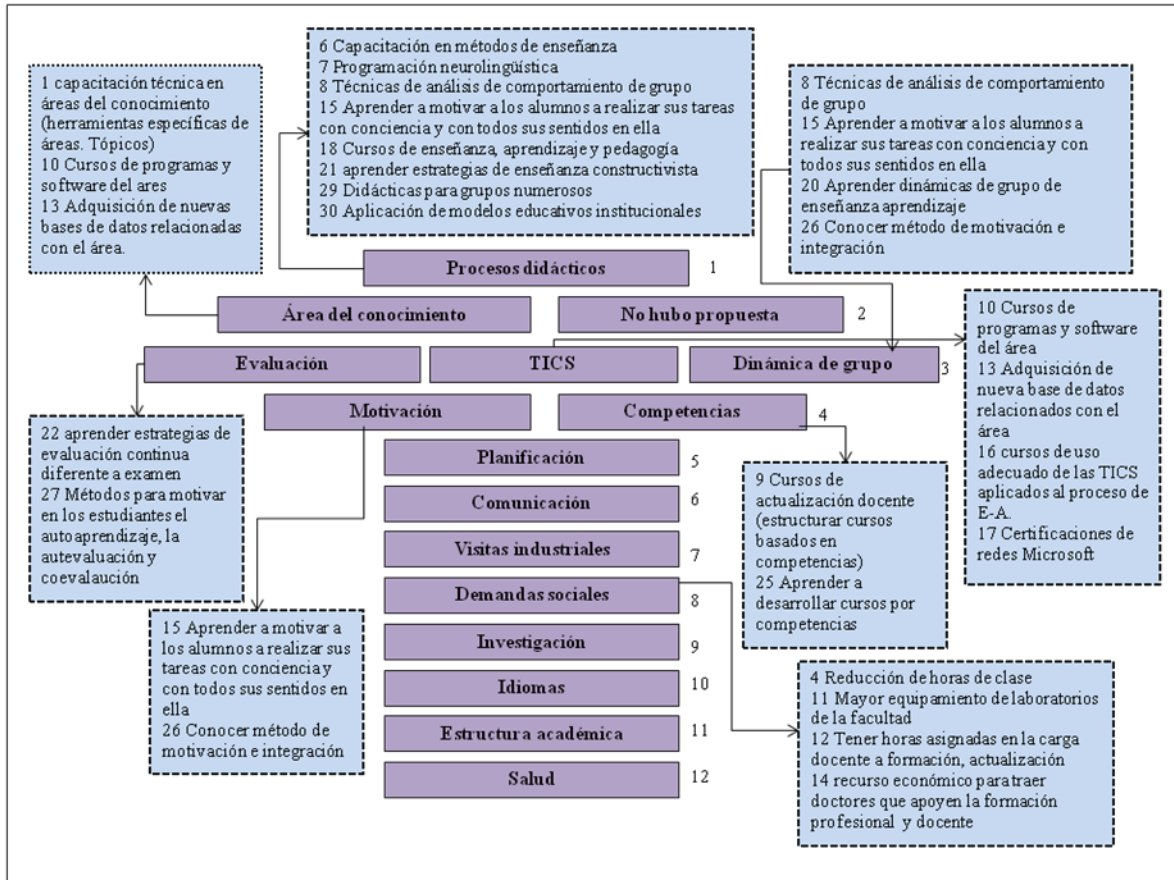 6 Capacitación en métodos de enseñanza
7 Programación neurolingüística
8 Técnicas de análisis de comportamiento de grupo
15 Aprender a motivar a los alumnos a realizar sus tareas
con conciencia y con todos sus sentidos en ella
18 Cursos de enseñanza, aprendizaje y pedagogía
21 aprender estrategias de enseñanza constructivista
29 Didácticas para grupos numerosos
30 Aplicación de modelos educativos institucionales
1 capacitación técnica en
áreas del conocimiento
(herramientas específicas de
áreas. Tópicos)
10 Cursos de programas y
software del ares
13 Adquisición de nuevas
bases de datos relacionadas
con el área.
8 Técnicas de análisis de comportamiento
de grupo
15 Aprender a motivar a los alumnos a
realizar sus tareas con conciencia y con
todos sus sentidos en ella
20 Aprender dinámicas de grupo de
enseñanza aprendizaje
26 Conocer método de motivación e
integración
Procesos didácticos 1
Área del conocimiento No hubo propuesta 2
Evaluación TICS Dinámica de grupo 3
Motivación Competencias 4
Planificación 5
Comunicación 6
Visitas industriales 7
Demandas sociales 8
Investigación 9
Idiomas 10
Estructura académica 11
Salud 12
10 Cursos de
programas y software
del área
13 Adquisición de
nueva base de datos
relacionados con el
área
16 cursos de uso
adecuado de las TICS
aplicados al proceso de
E-A.
17 Certificaciones de
redes Microsoft
22 aprender estrategias de
evaluación continua
diferente a examen
27 Métodos para motivar
en los estudiantes el
autoaprendizaje, la
autevaluación y
coevalaución
9 Cursos de
actualización docente
(estructurar cursos
basados en
competencias)
25 Aprender a
desarrollar cursos por
competencias
15 Aprender a motivar a
los alumnos a realizar sus
tareas con conciencia y
con todos sus sentidos en
ella
26 Conocer método de
motivación e integración
4 Reducción de horas de clase
11 Mayor equipamiento de laboratorios
de la facultad
12 Tener horas asignadas en la carga
docente a formación, actualización
14 recurso económico para traer
doctores que apoyen la formación
profesional y docente